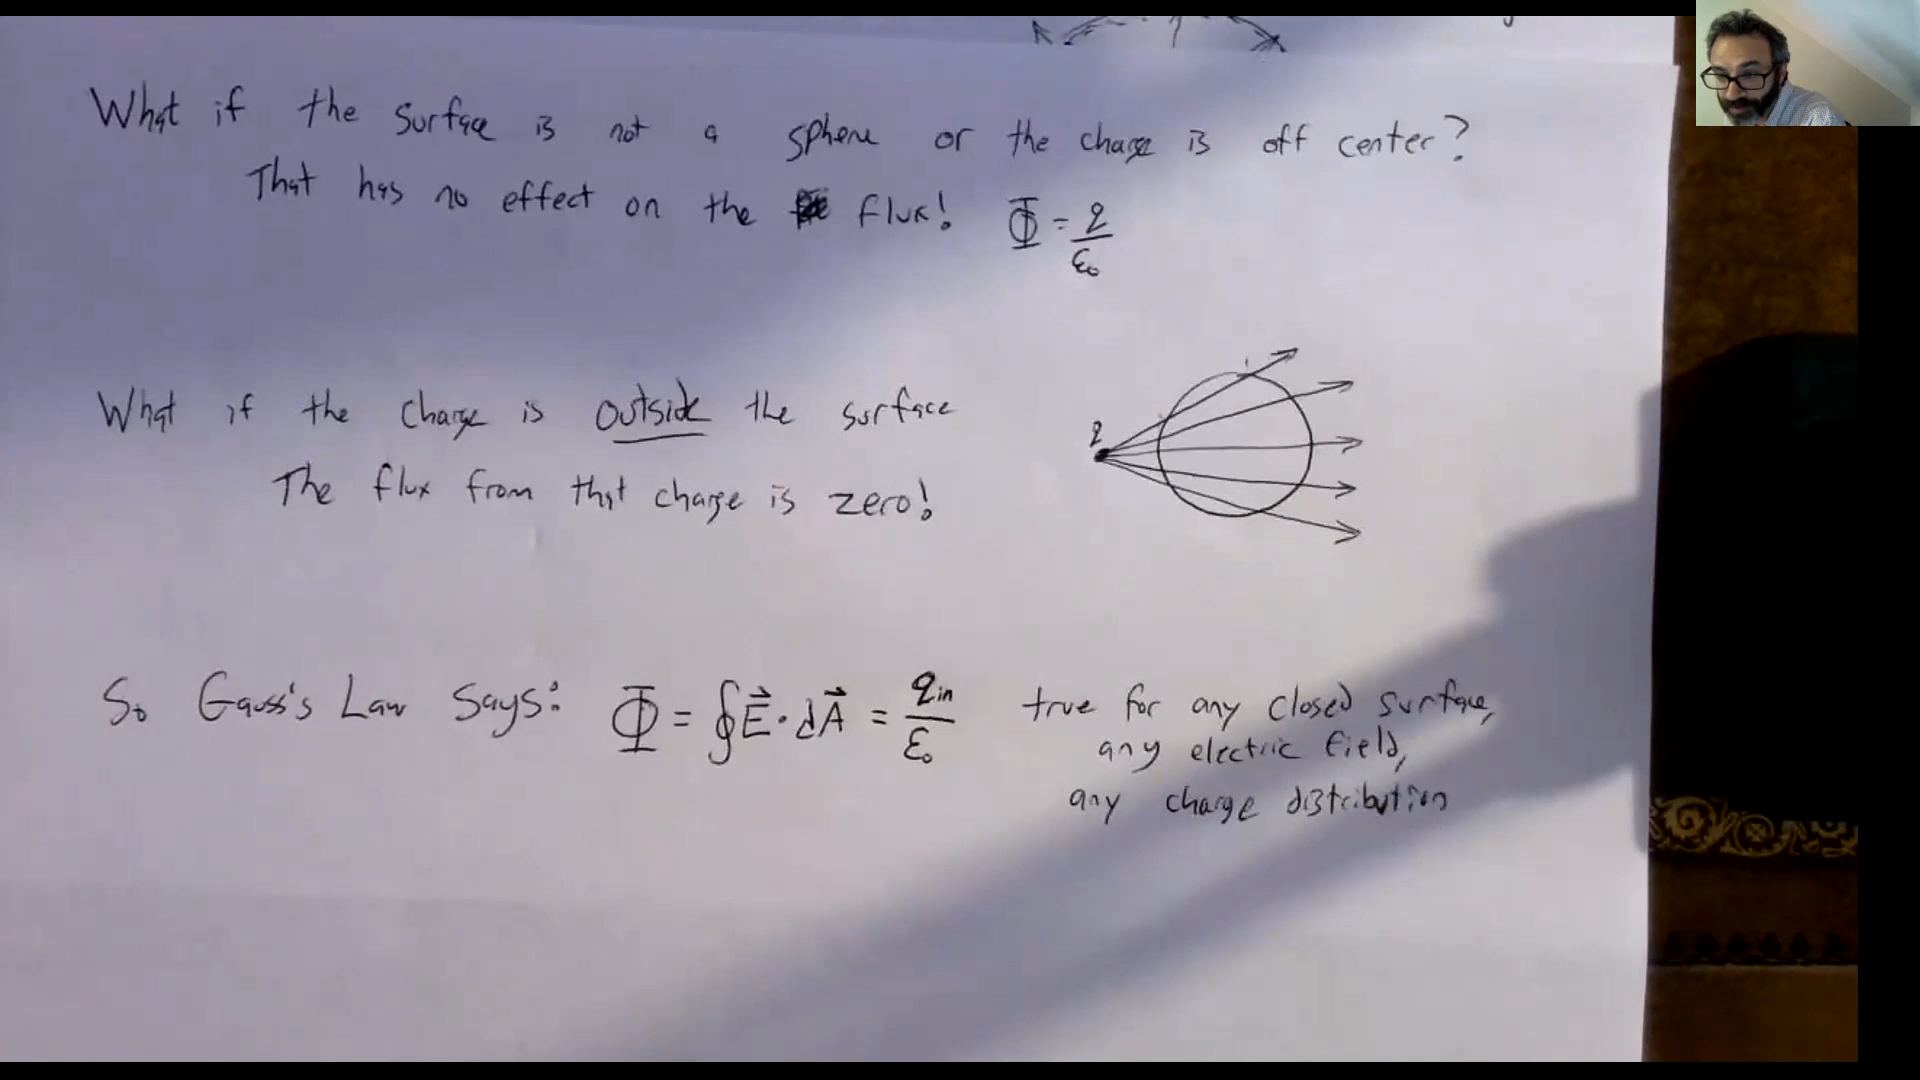 What if the surface is not a sphere or the charge is off center?
That has no effect on the flux! Φ = q/ε₀
What if the charge is outside the surface
The flux from that charge is zero!
q
So Gauss's Law says: Φ = ∮E⃗·dA⃗ = q_in/ε₀ true for any closed surface,
any electric field,
any charge distribution